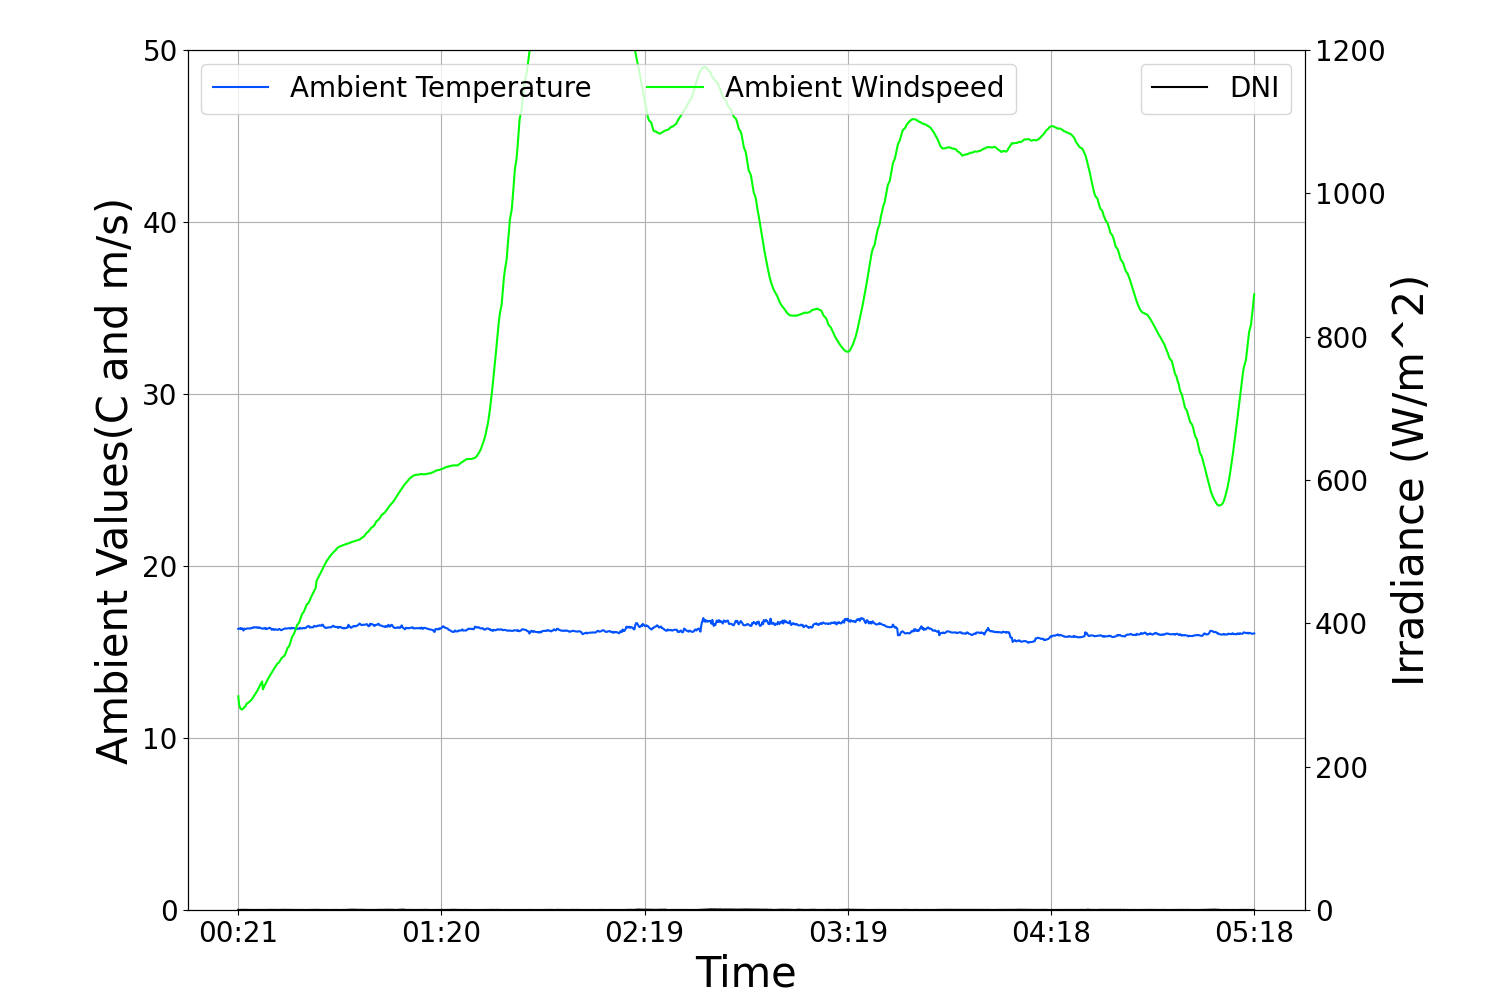 Ambient Temperature
Ambient Windspeed
DNI
Ambient Values(C and m/s)
50
40
30
20
10
0
1200
1000
800
600
400
200
0
Irradiance (W/m^2)
00:21 01:20 02:19 03:19 04:18 05:18
Time